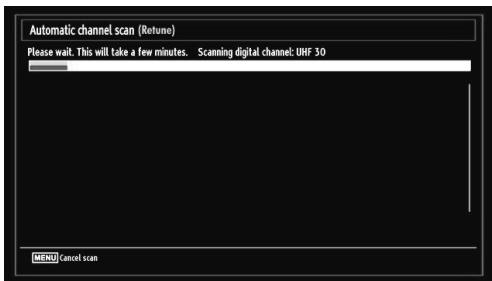 Automatic channel scan (Retune)
Please wait. This will take a few minutes. Scanning digital channel: UHF 30
MENU Cancel scan